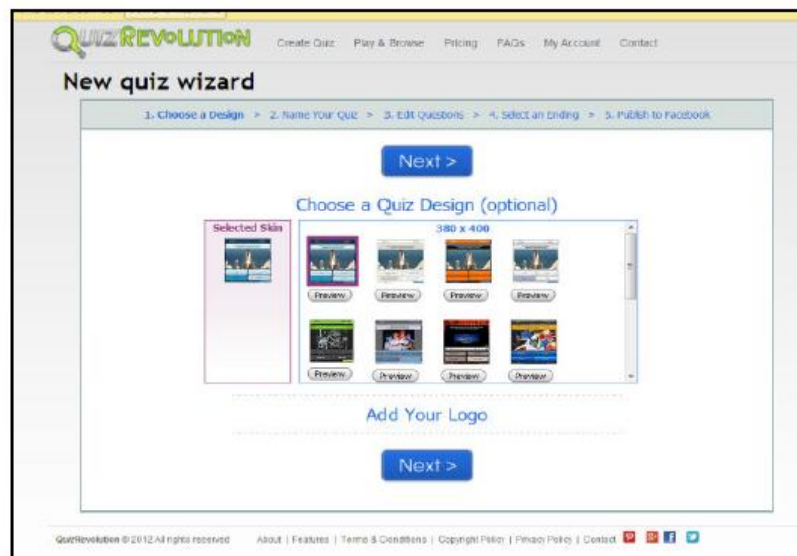 QUIZ REVOLUTION Create Quiz Play & Browse Pricing FAQs My Account Contact
New quiz wizard
1. Choose a Design > 2. Name Your Quiz > 3. Edit Questions > 4. Select an Ending > 5. Publish to Facebook
Next >
Choose a Quiz Design (optional)
Selected Skin
380 x 400
Preview Preview Preview Preview
Preview Preview Preview Preview
Add Your Logo
Next >
QuizRevolution © 2012 All rights reserved About | Features | Terms & Conditions | Copyright Policy | Privacy Policy | Contact